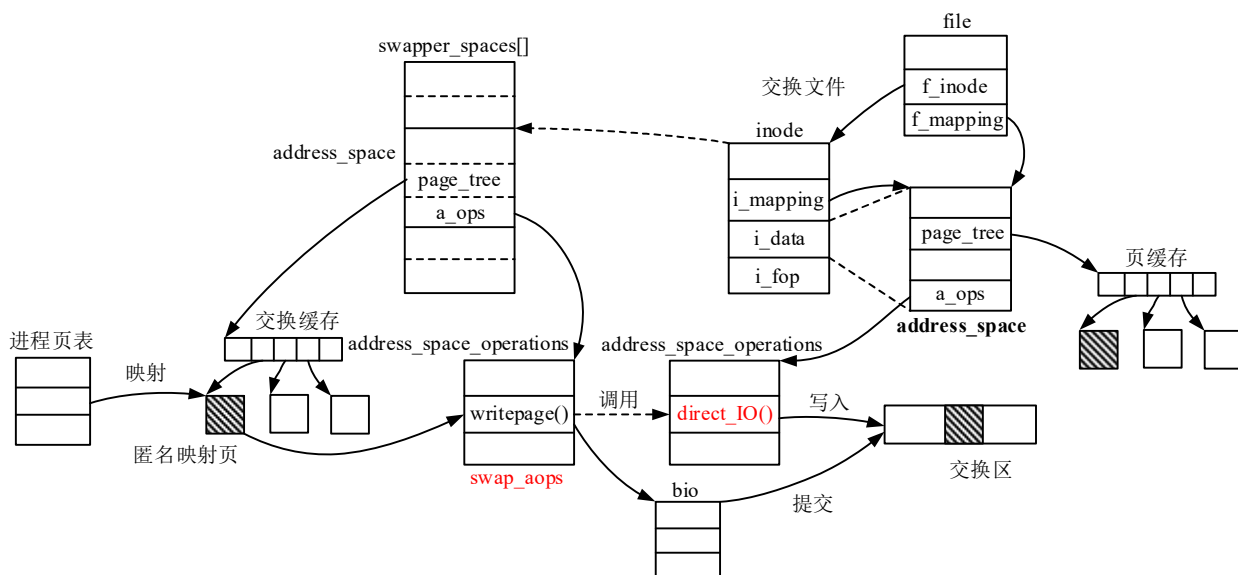 file
swapper_spaces[]
交换文件
f_inode
f_mapping
inode
address_space
page_tree
i_mapping
a_ops
page_tree
i_data
页缓存
i_fop
a_ops
address_space
交换缓存
进程页表
address_space_operations
address_space_operations
映射
调用
写入
writepage()
direct_IO()
匿名映射页
swap_aops
交换区
bio
提交